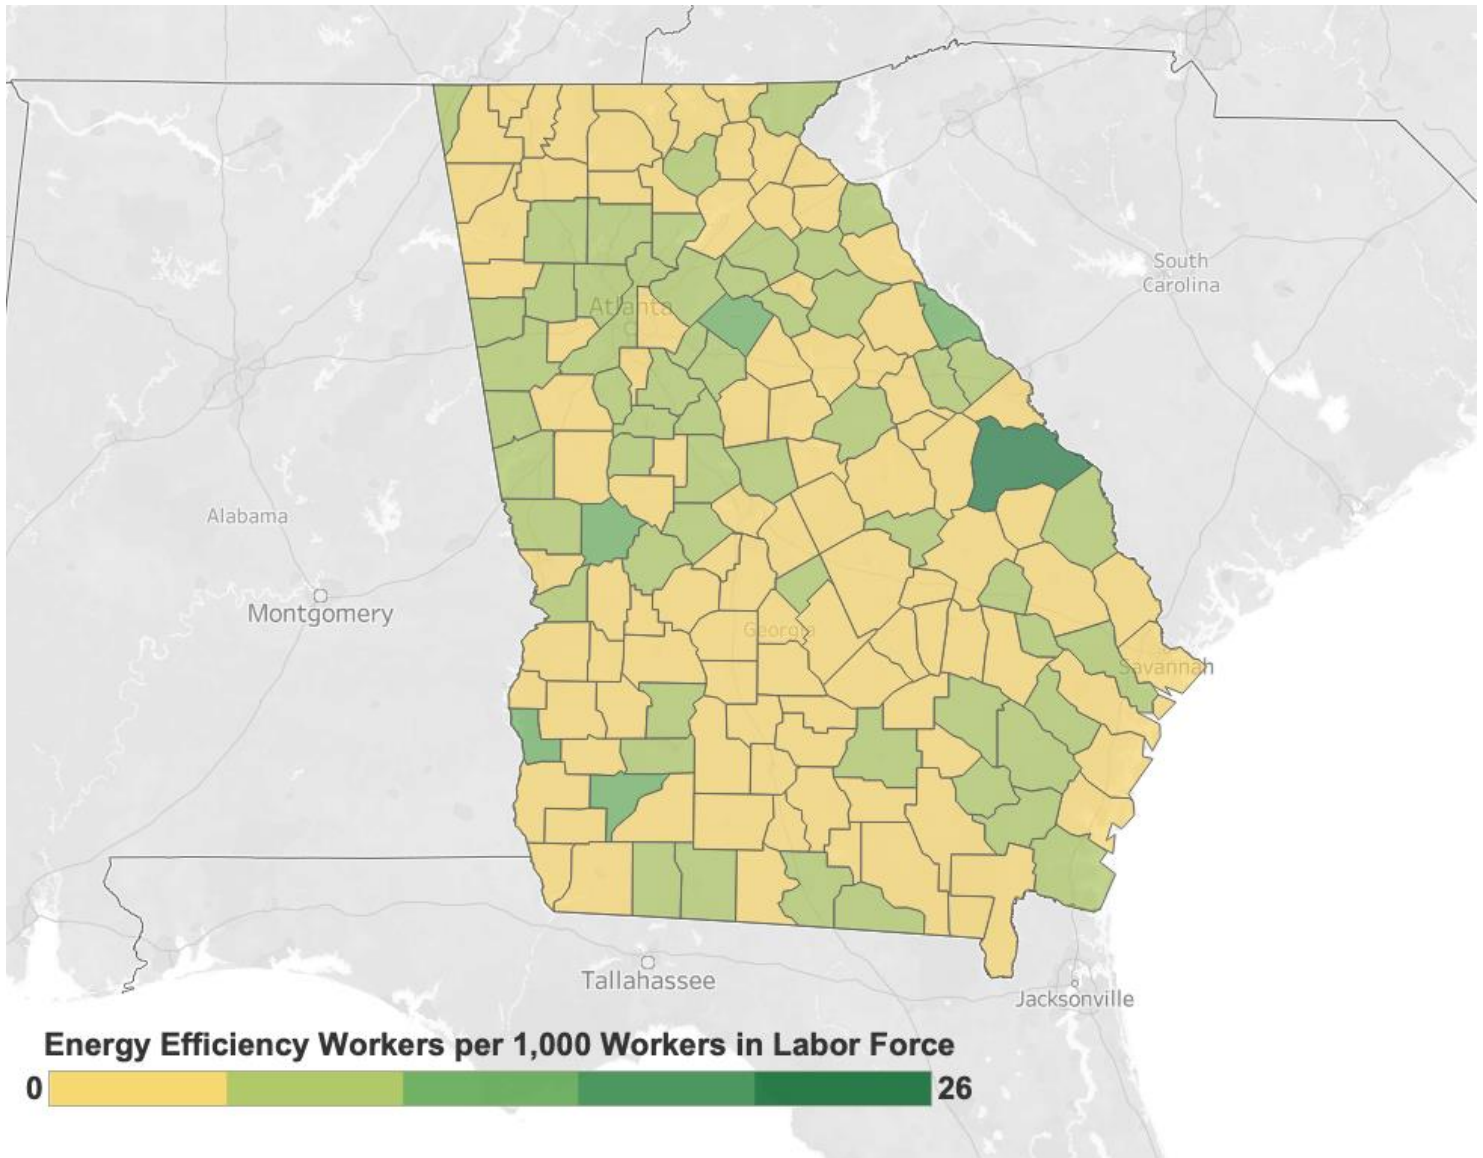 South
Carolina
Atlanta
Alabama
Montgomery
Georgia
Savannah
Tallahassee
Jacksonville
Energy Efficiency Workers per 1,000 Workers in Labor Force
0 26